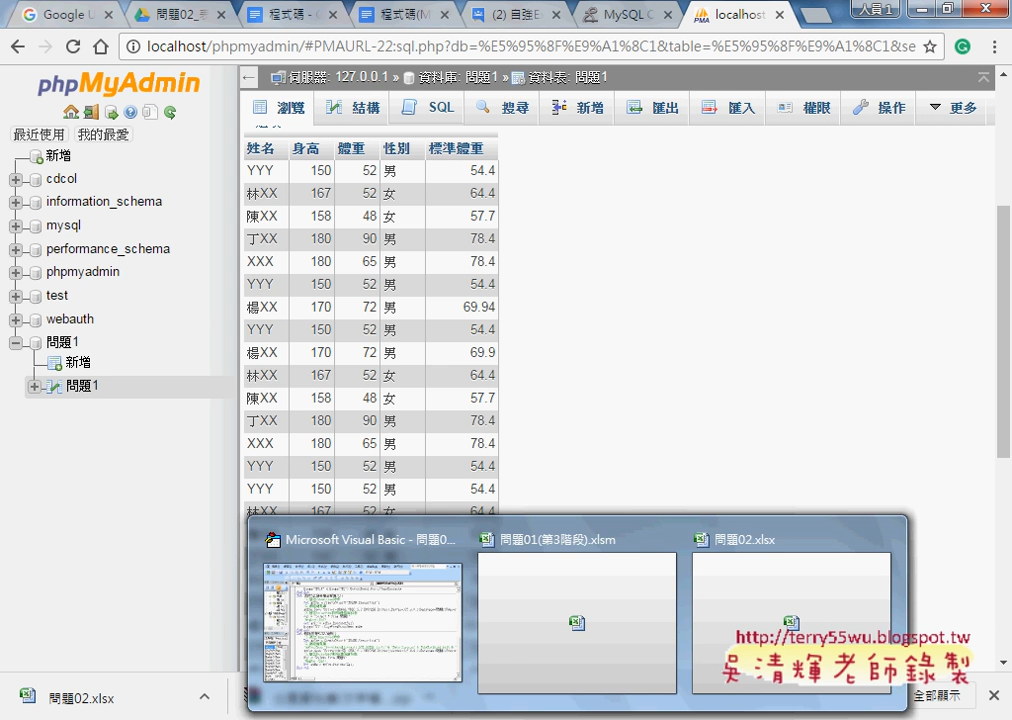 Google U
問題02_
程式碼 - 
程式碼(M
(2) 自強E
MySQL C
localhost/
人員1
localhost/phpmyadmin/#PMAURL-22:sql.php?db=%E5%95%8F%E9%A1%8C1&table=%E5%95%8F%E9%A1%8C1&se
phpMyAdmin
最近使用 我的最愛
新增
cdcol
information_schema
mysql
performance_schema
phpmyadmin
test
webauth
問題1
新增
問題1
伺服器: 127.0.0.1 » 資料庫: 問題1 » 資料表: 問題1
瀏覽 結構 SQL 搜尋 新增 匯出 匯入 權限 操作 更多
姓名 身高 體重 性別 標準體重
YYY 150 52 男 54.4
林XX 167 52 女 64.4
陳XX 158 48 女 57.7
丁XX 180 90 男 78.4
XXX 180 65 男 78.4
YYY 150 52 男 54.4
楊XX 170 72 男 69.94
YYY 150 52 男 54.4
楊XX 170 72 男 69.9
林XX 167 52 女 64.4
陳XX 158 48 女 57.7
丁XX 180 90 男 78.4
XXX 180 65 男 78.4
YYY 150 52 男 54.4
YYY 150 52 男 54.4
林XX 167 52 女 64.4
Microsoft Visual Basic - 問題0...
問題01(第3階段).xlsm
問題02.xlsx
http://terry55wu.blogspot.tw
吳清輝老師錄製
問題02.xlsx
全部顯示